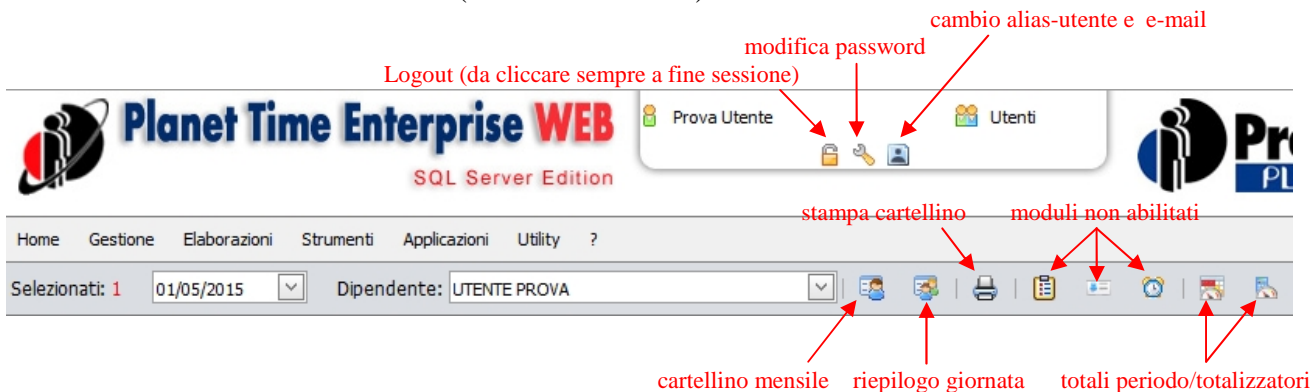 cambio alias-utente e e-mail
modifica password
Logout (da cliccare sempre a fine sessione)
Planet Time Enterprise WEB
SQL Server Edition
Prova Utente
Utenti
Pr
PL
stampa cartellino
moduli non abilitati
Home Gestione Elaborazioni Strumenti Applicazioni Utility ?
Selezionati: 1 01/05/2015 Dipendente: UTENTE PROVA
cartellino mensile riepilogo giornata totali periodo/totalizzatori